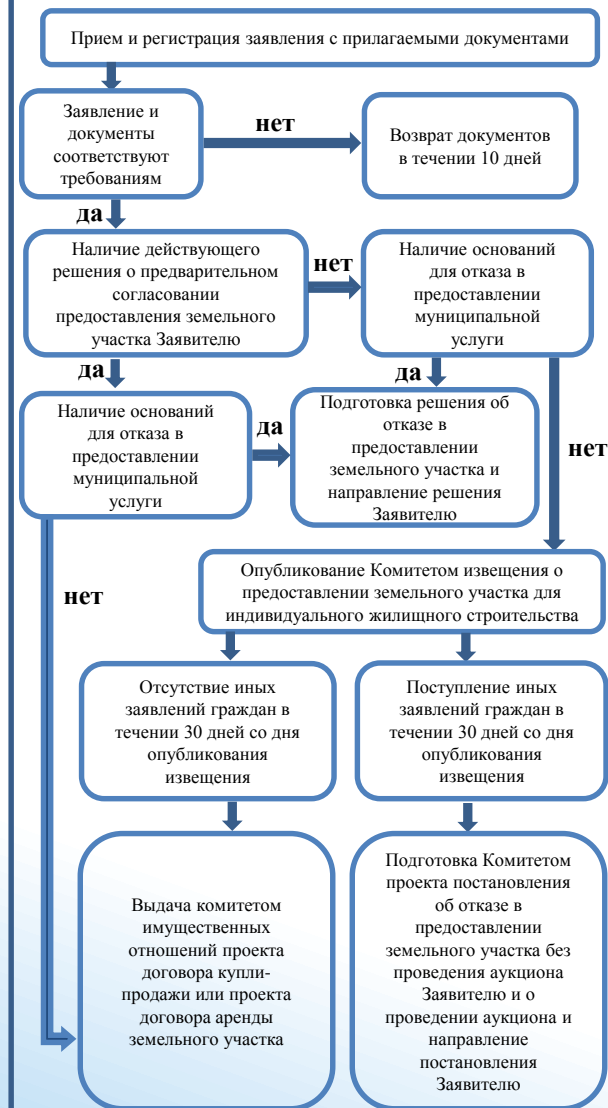 Прием и регистрация заявления с прилагаемыми документами
Заявление и
документы
соответствуют
требованиям
нет
Возврат документов
в течении 10 дней
да
Наличие действующего
решения о предварительном
согласовании
предоставления земельного
участка Заявителю
нет
Наличие оснований
для отказа в
предоставлении
муниципальной
услуги
да
Наличие оснований
для отказа в
предоставлении
муниципальной
услуги
да
да
Подготовка решения об
отказе в
предоставлении
земельного участка и
направление решения
Заявителю
нет
нет
Опубликование Комитетом извещения о
предоставлении земельного участка для
индивидуального жилищного строительства
Отсутствие иных
заявлений граждан в
течении 30 дней со дня
опубликования
извещения
Поступление иных
заявлений граждан в
течении 30 дней со дня
опубликования
извещения
Выдача комитетом
имущественных
отношений проекта
договора купли-
продажи или проекта
договора аренды
земельного участка
Подготовка Комитетом
проекта постановления
об отказе в
предоставлении
земельного участка без
проведения аукциона
Заявителю и о
проведении аукциона и
направление
постановления
Заявителю